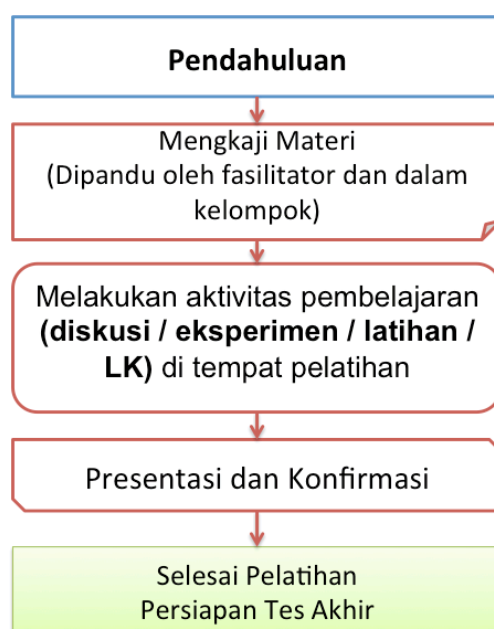 Pendahuluan
Mengkaji Materi
(Dipandu oleh fasilitator dan dalam
kelompok)
Melakukan aktivitas pembelajaran
(diskusi / eksperimen / latihan /
LK) di tempat pelatihan
Presentasi dan Konfirmasi
Selesai Pelatihan
Persiapan Tes Akhir